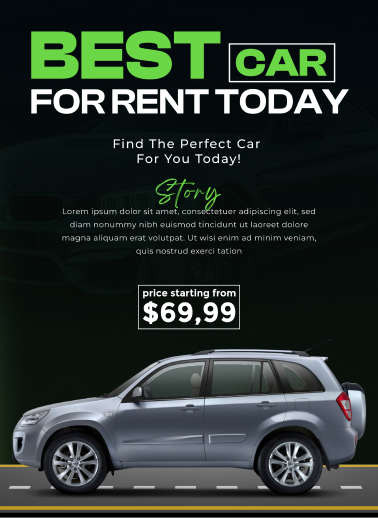 BEST CAR
FOR RENT TODAY
Find The Perfect Car
For You Today!
Story
Lorem ipsum dolor sit amet, consectetuer adipiscing elit, sed
diam nonummy nibh euismod tincidunt ut laoreet dolore
magna aliquam erat volutpat. Ut wisi enim ad minim veniam,
quis nostrud exerci tation
price starting from
$69,99